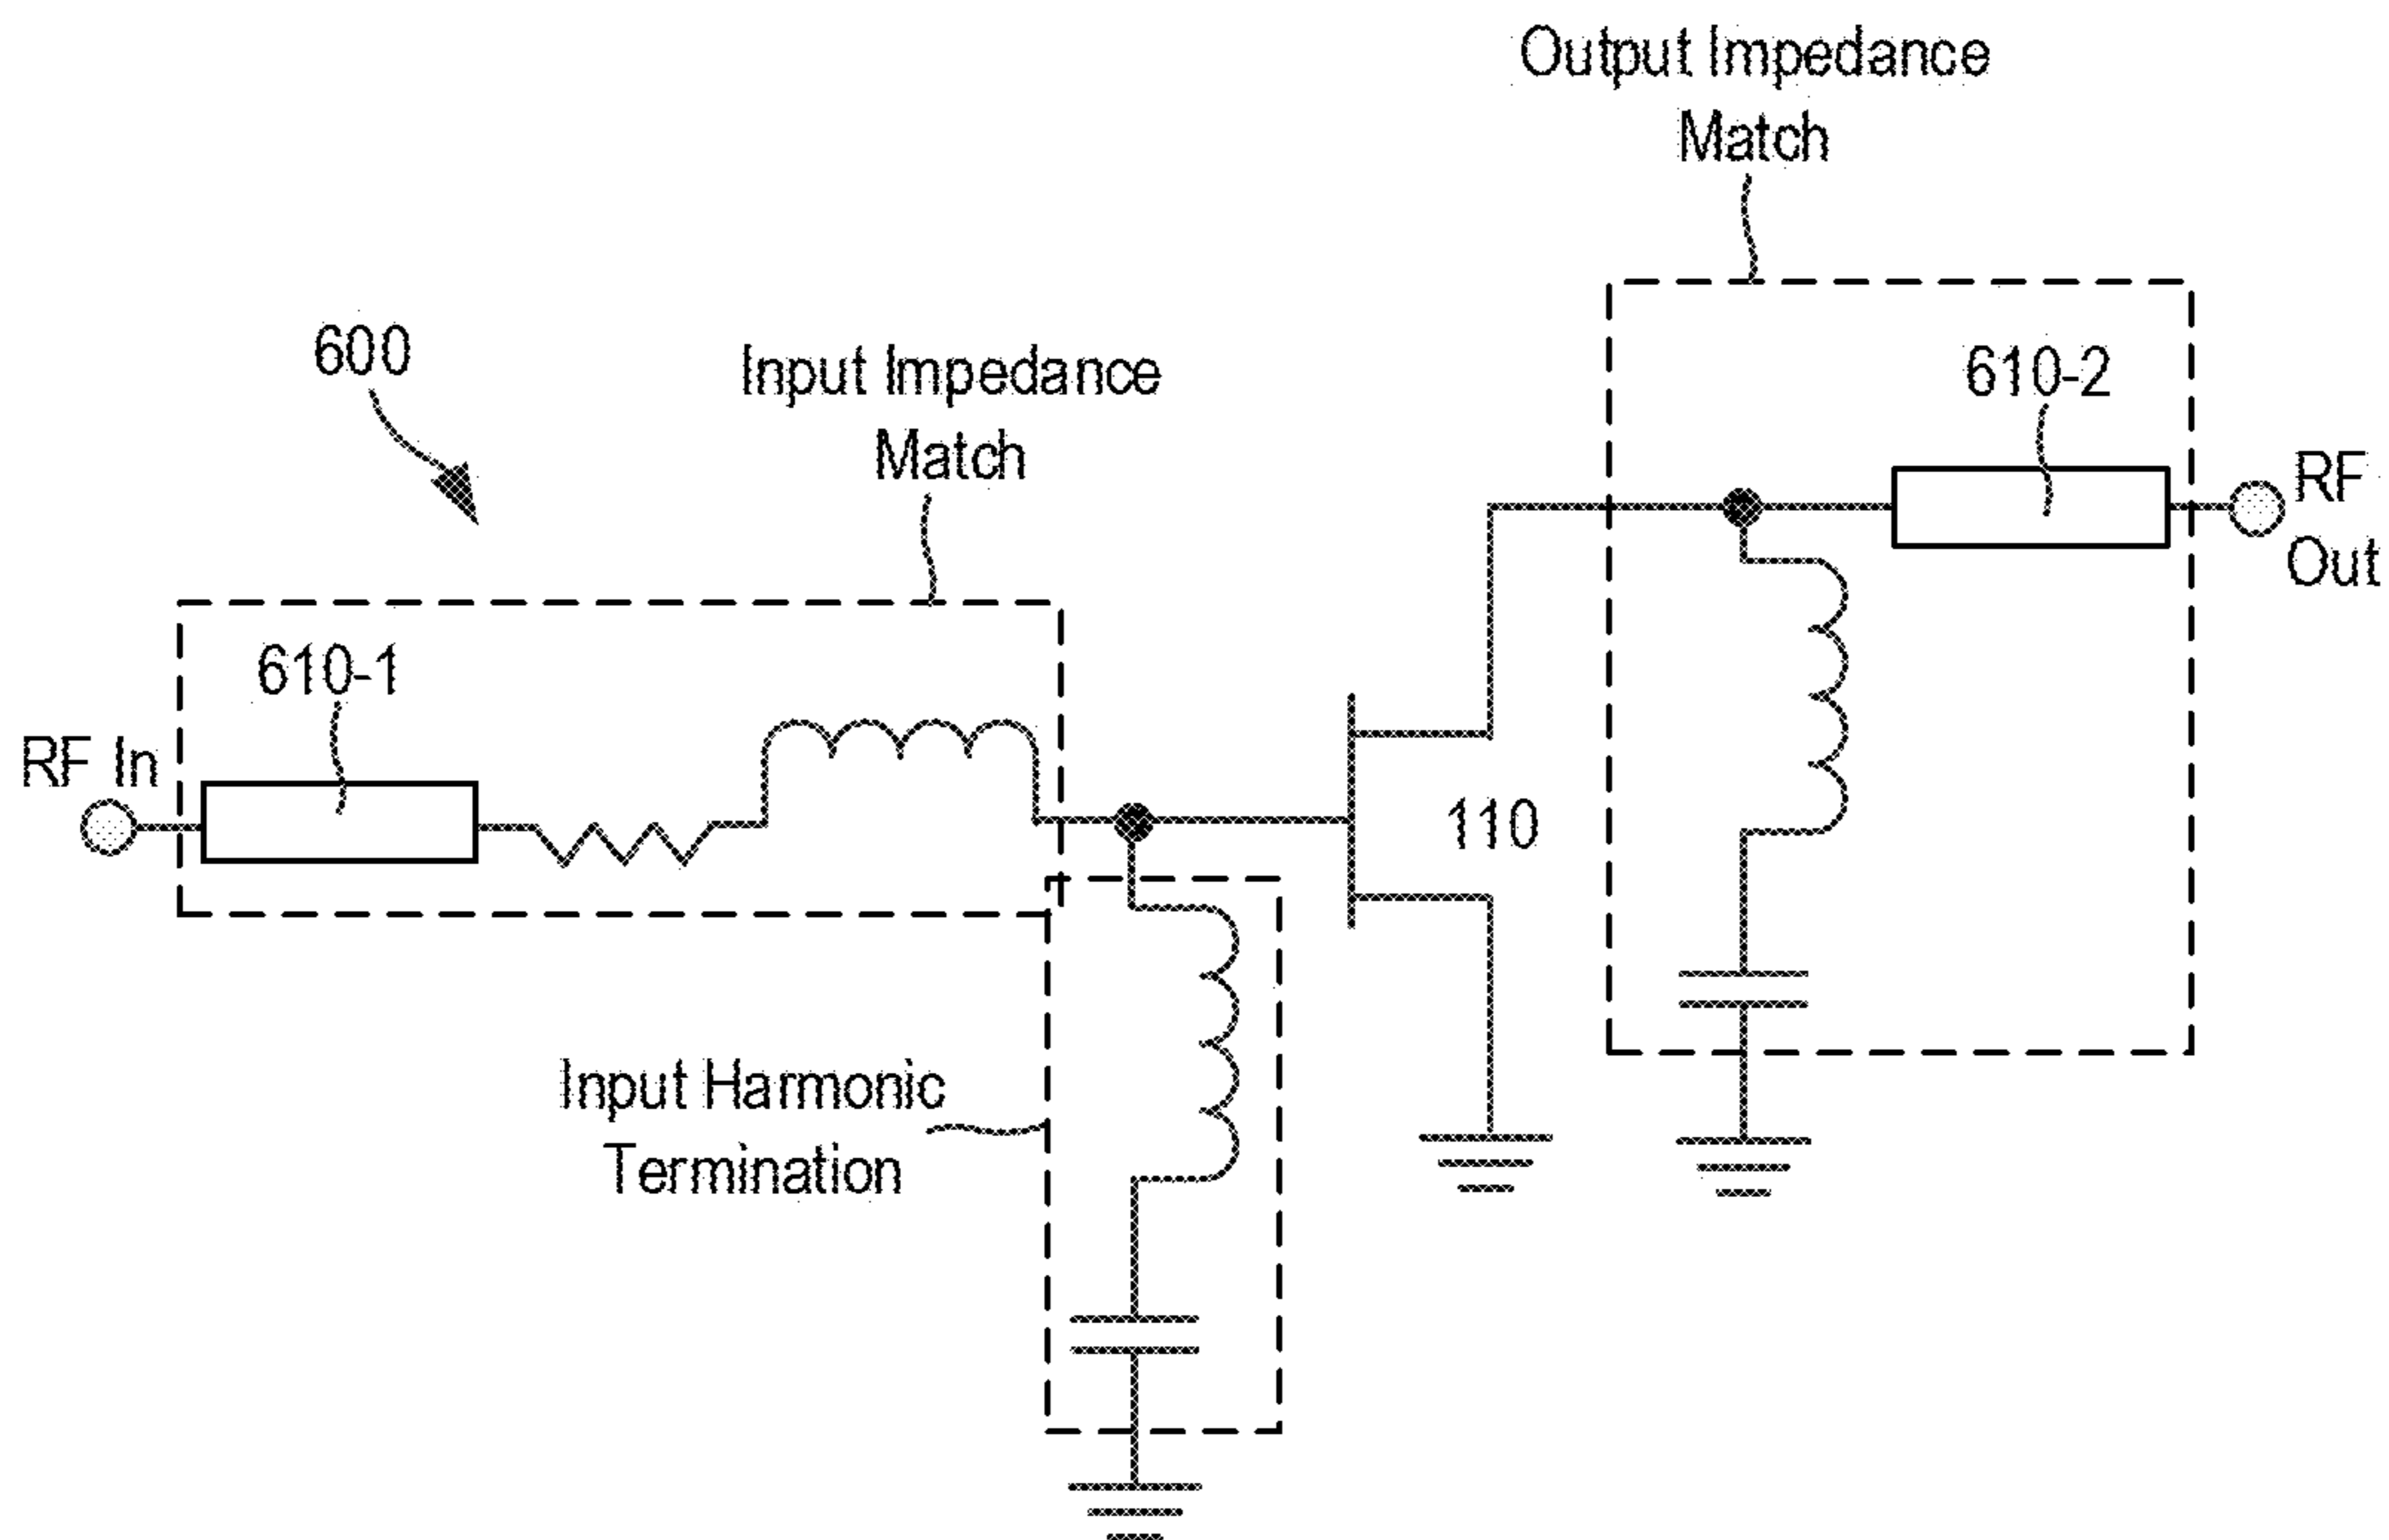 Output Impedance
Match
600
Input Impedance
Match
610-2
RF
Out
610-1
RF In
110
Input Harmonic
Termination